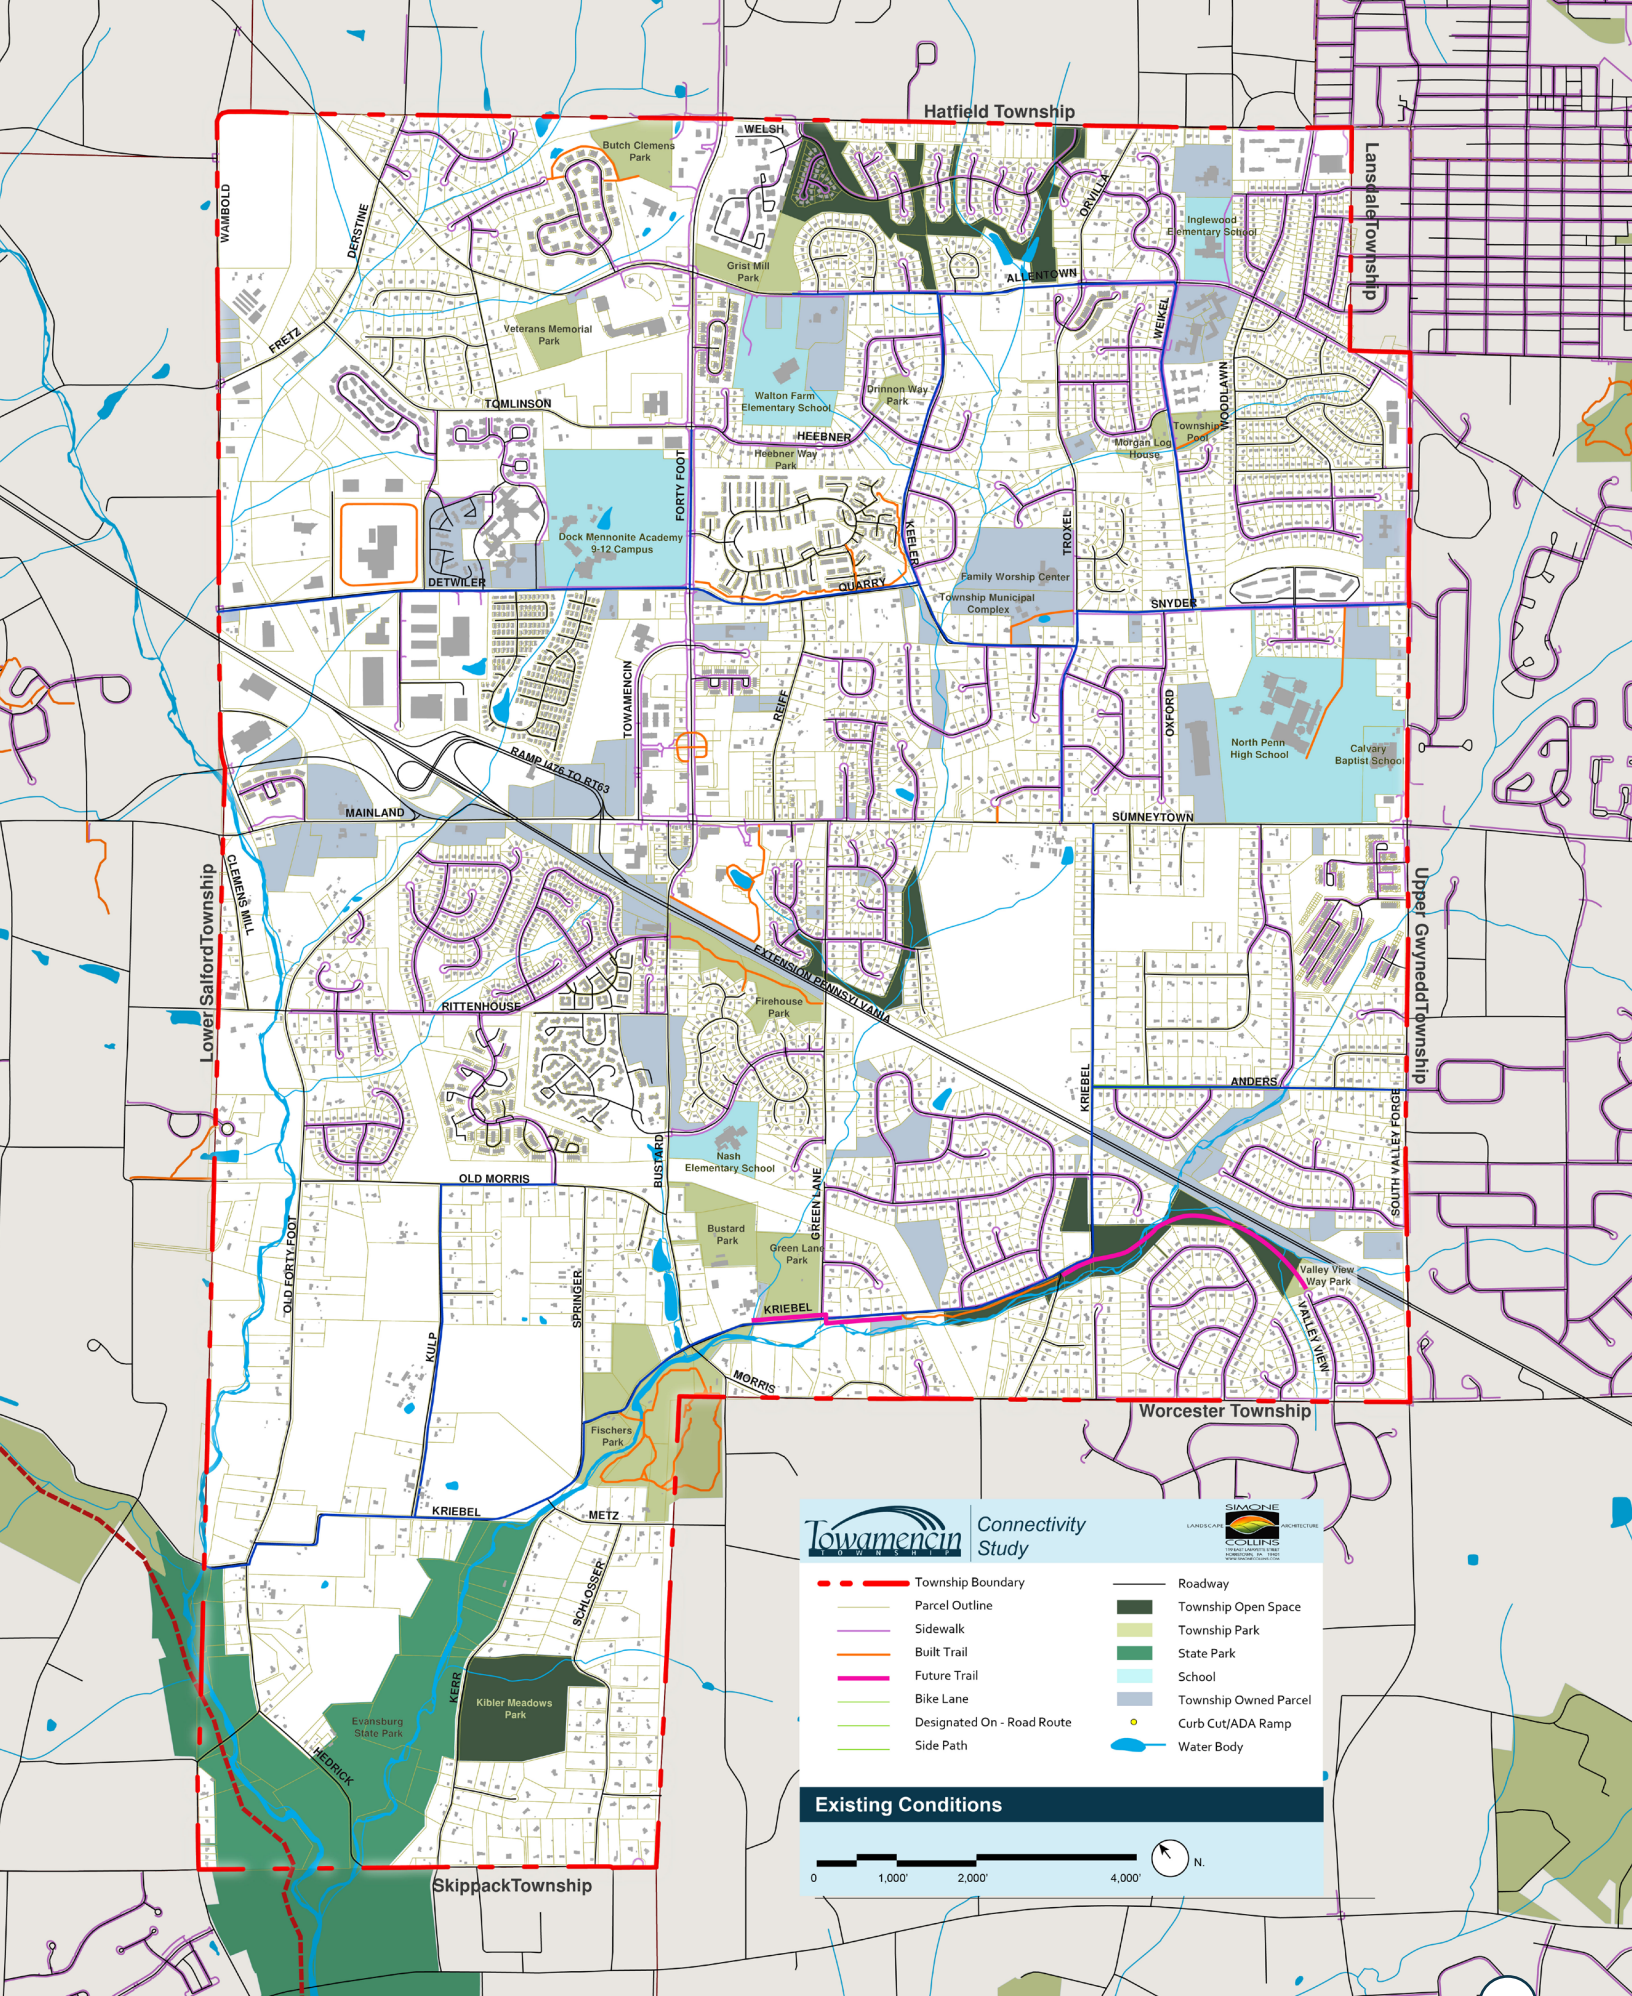 Hatfield Township
WELSH
Butch Clemens
Park
LansdaleTownship
WAMBOLD
DERSTINE
ORVILLA
Inglewood
Elementary School
Grist Mill
Park
ALLENTOWN
FRETZ
Veterans Memorial
Park
WEIKEL
Walton Farm
Elementary School
Drinnon Way
Park
WOODLAWN
TOMLINSON
HEEBNER
Township
Pool
Morgan Log
House
Heebner Way
Park
FORTY FOOT
Dock Mennonite Academy
9-12 Campus
KEELER
TROXEL
DETWILER
QUARRY
Family Worship Center
Township Municipal
Complex
SNYDER
TOWAMENCIN
REIFF
OXFORD
North Penn
High School
Calvary
Baptist School
RAMP I476 TO RT63
MAINLAND
SUMNEYTOWN
CLEMENS MILL
Lower SalfordTownship
Upper GwyneddTownship
EXTENSION PENNSYLVANIA
RITTENHOUSE
Firehouse
Park
KRIEBEL
ANDERS
SOUTH VALLEY FORGE
BUSTARD
Nash
Elementary School
OLD MORRIS
GREEN LANE
OLD FORTY FOOT
Bustard
Park
Green Lane
Park
SPRINGER
KULP
KRIEBEL
Valley View
Way Park
VALLEY VIEW
MORRIS
Worcester Township
Fischers
Park
KRIEBEL
METZ
SCHLOSSER
KERR
Kibler Meadows
Park
Evansburg
State Park
HEDRICK
SkippackTownship
Towamencin
TOWNSHIP
Connectivity
Study
SIMONE
LANDSCAPE ARCHITECTURE
COLLINS
Township Boundary
Parcel Outline
Sidewalk
Built Trail
Future Trail
Bike Lane
Designated On - Road Route
Side Path
Roadway
Township Open Space
Township Park
State Park
School
Township Owned Parcel
Curb Cut/ADA Ramp
Water Body
Existing Conditions
0 1,000' 2,000' 4,000'
N.